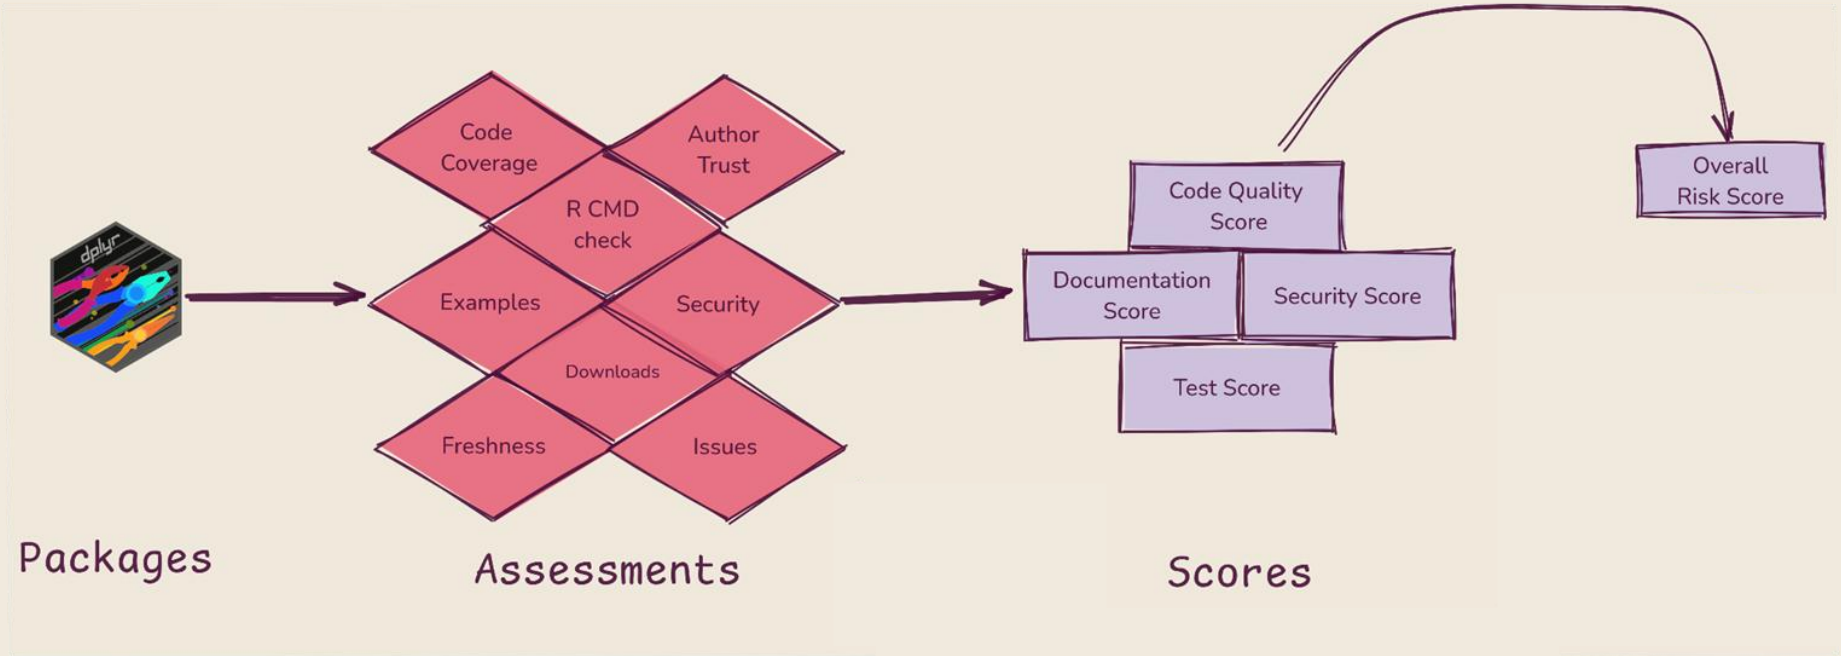 dplyr
Code
Coverage
Author
Trust
R CMD
check
Examples
Security
Downloads
Freshness
Issues
Code Quality
Score
Documentation
Score
Security Score
Test Score
Overall
Risk Score
Packages
Assessments
Scores